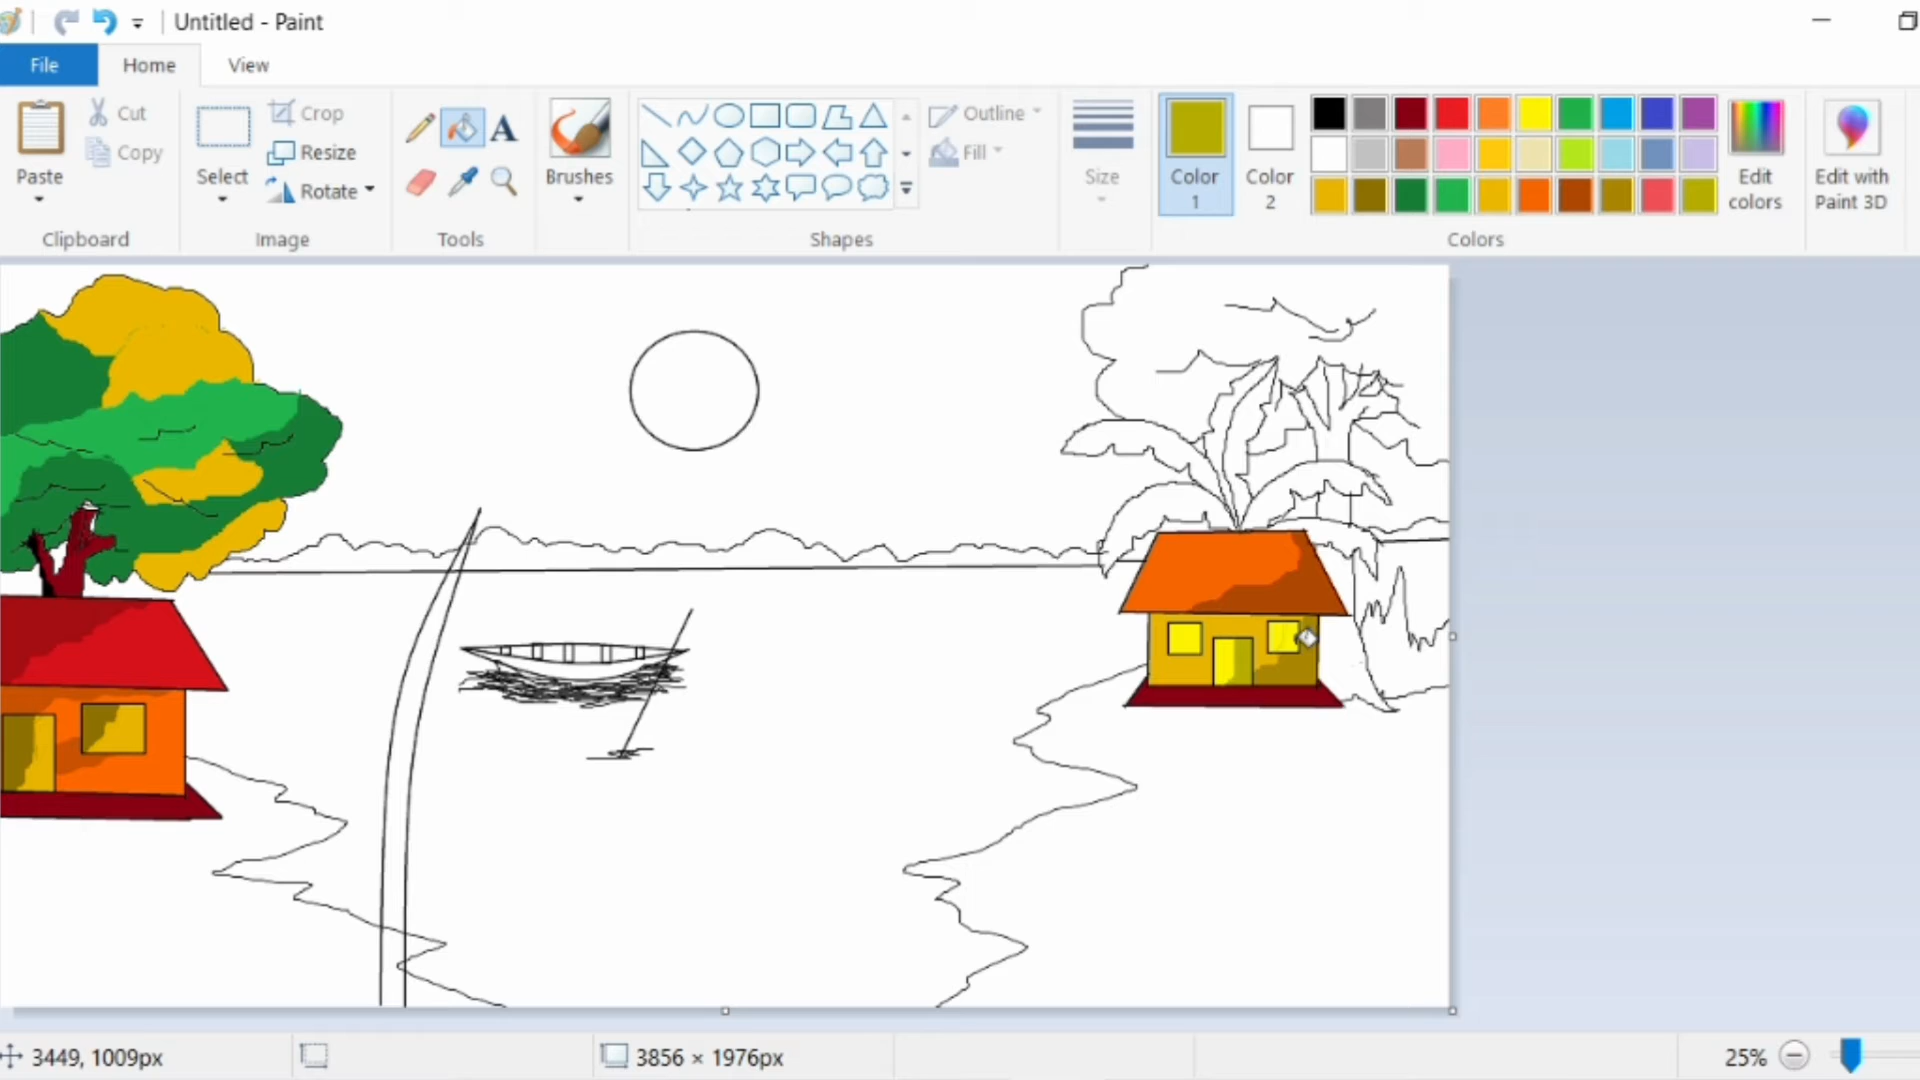 Untitled - Paint
File Home View
Paste
Cut
Copy
Clipboard
Select
Crop
Resize
Rotate
Image
A
Tools
Brushes
Shapes
Outline
Fill
Size
Color
1
Color
2
Edit
colors
Colors
Edit with
Paint 3D
3449, 1009px
3856 × 1976px
25%